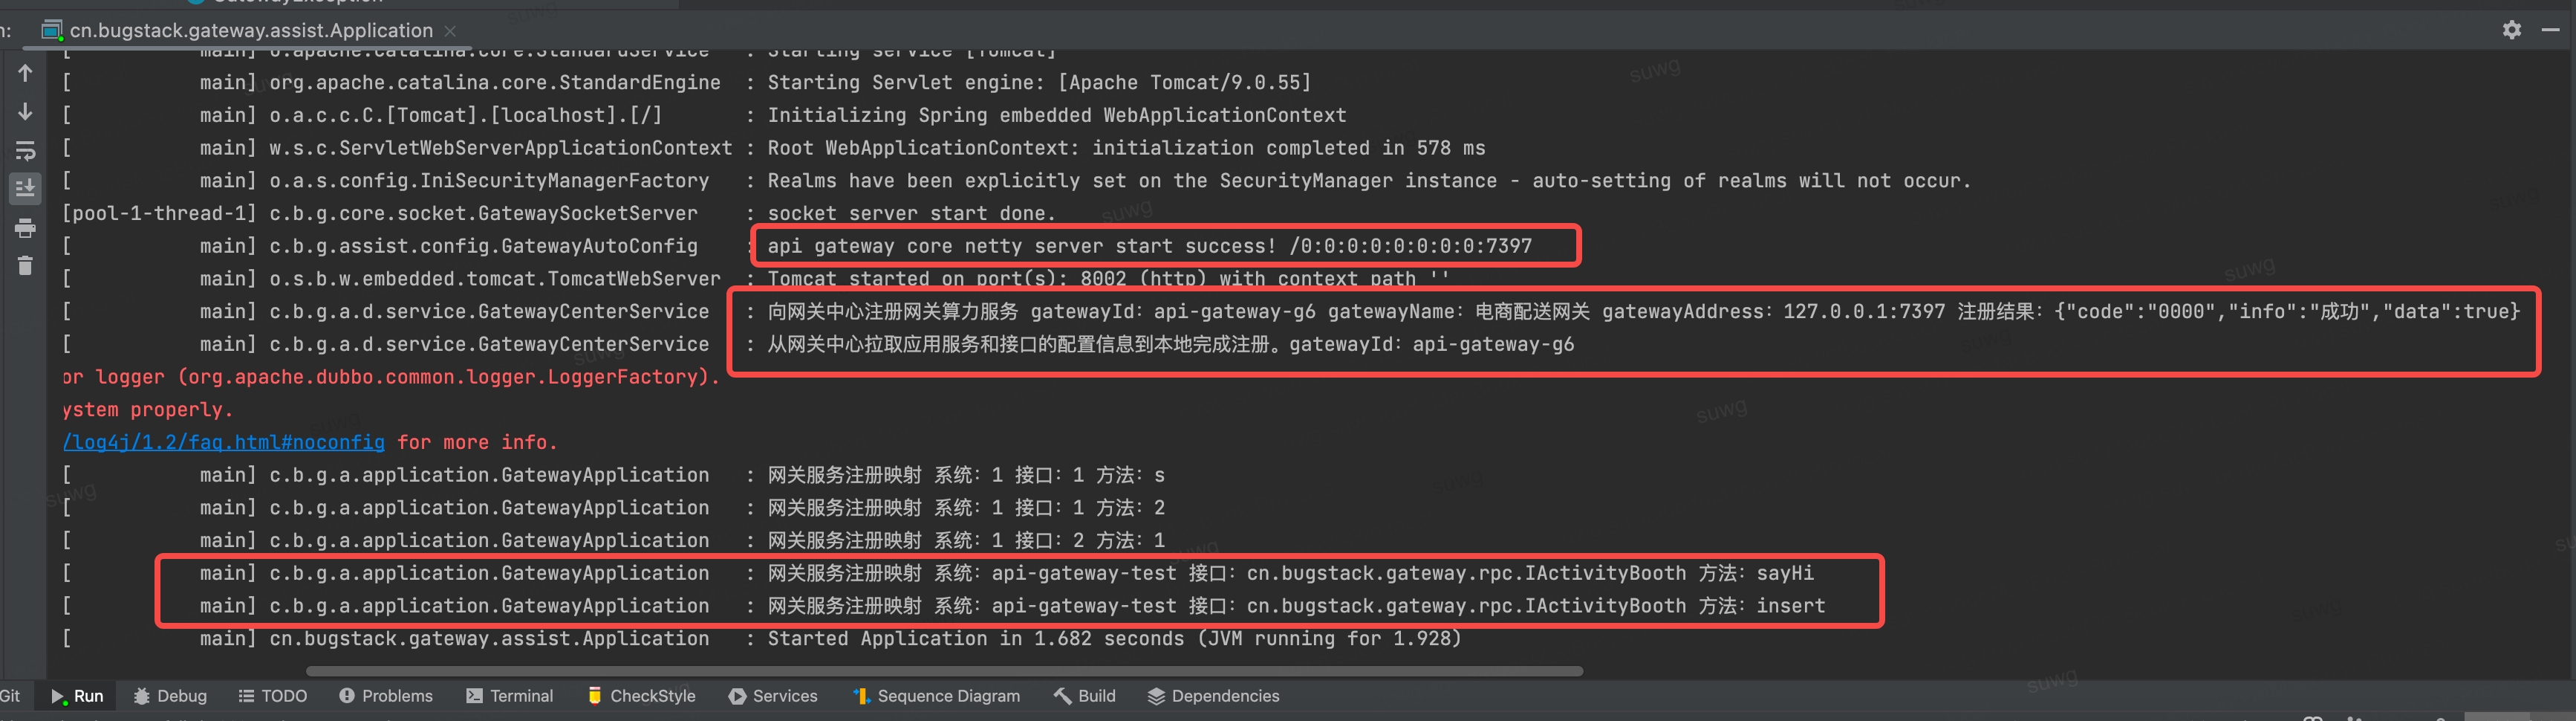 GatewayException
n: cn.bugstack.gateway.assist.Application
[ main] o.apache.catalina.core.StandardService : Starting service [Tomcat]
[ main] org.apache.catalina.core.StandardEngine : Starting Servlet engine: [Apache Tomcat/9.0.55]
[ main] o.a.c.c.C.[Tomcat].[localhost].[/] : Initializing Spring embedded WebApplicationContext
[ main] w.s.c.ServletWebServerApplicationContext : Root WebApplicationContext: initialization completed in 578 ms
[ main] o.a.s.config.IniSecurityManagerFactory : Realms have been explicitly set on the SecurityManager instance - auto-setting of realms will not occur.
[pool-1-thread-1] c.b.g.core.socket.GatewaySocketServer : socket server start done.
[ main] c.b.g.assist.config.GatewayAutoConfig : api gateway core netty server start success! /0:0:0:0:0:0:0:0:7397
[ main] o.s.b.w.embedded.tomcat.TomcatWebServer : Tomcat started on port(s): 8002 (http) with context path ''
[ main] c.b.g.a.d.service.GatewayCenterService : 向网关中心注册网关算力服务 gatewayId：api-gateway-g6 gatewayName：电商配送网关 gatewayAddress：127.0.0.1:7397 注册结果：{"code":"0000","info":"成功","data":true}
[ main] c.b.g.a.d.service.GatewayCenterService : 从网关中心拉取应用服务和接口的配置信息到本地完成注册。gatewayId：api-gateway-g6
or logger (org.apache.dubbo.common.logger.LoggerFactory).
ystem properly.
/log4j/1.2/faq.html#noconfig for more info.
[ main] c.b.g.a.application.GatewayApplication : 网关服务注册映射 系统：1 接口：1 方法：s
[ main] c.b.g.a.application.GatewayApplication : 网关服务注册映射 系统：1 接口：1 方法：2
[ main] c.b.g.a.application.GatewayApplication : 网关服务注册映射 系统：1 接口：2 方法：1
[ main] c.b.g.a.application.GatewayApplication : 网关服务注册映射 系统：api-gateway-test 接口：cn.bugstack.gateway.rpc.IActivityBooth 方法：sayHi
[ main] c.b.g.a.application.GatewayApplication : 网关服务注册映射 系统：api-gateway-test 接口：cn.bugstack.gateway.rpc.IActivityBooth 方法：insert
[ main] cn.bugstack.gateway.assist.Application : Started Application in 1.682 seconds (JVM running for 1.928)
Git Run Debug TODO Problems Terminal CheckStyle Services Sequence Diagram Build Dependencies
suwg